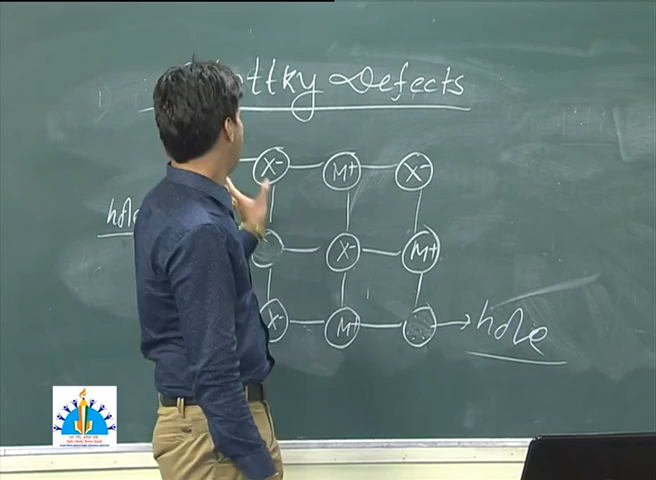 ttky Defects
X- M+ X-
hole
X- M+
X- M+
hole